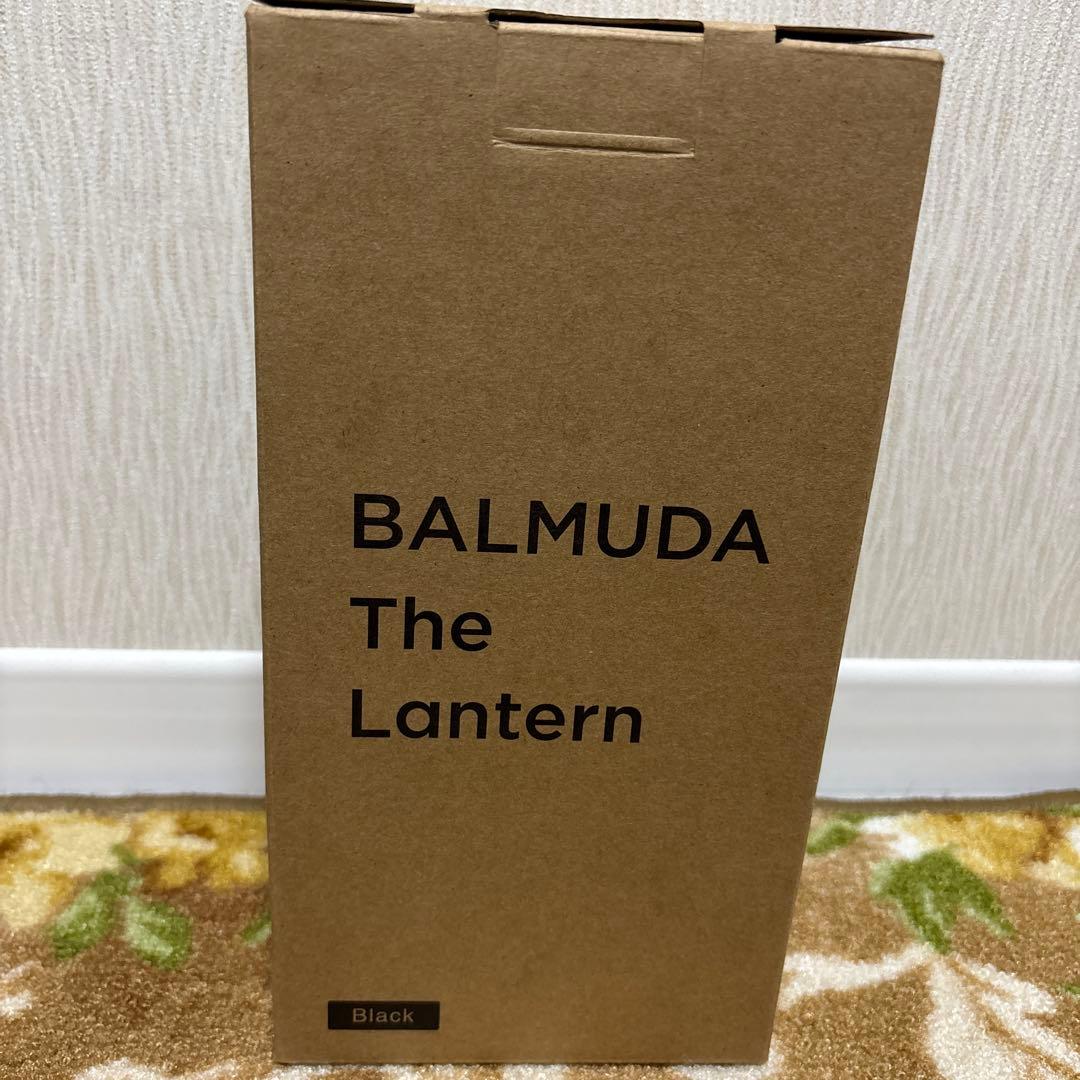 BALMUDA
The
Lantern
Black